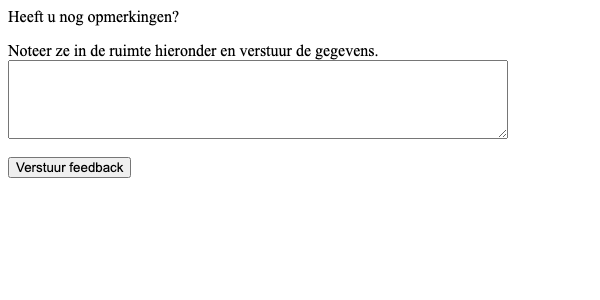 Heeft u nog opmerkingen?
Noteer ze in de ruimte hieronder en verstuur de gegevens.
Verstuur feedback